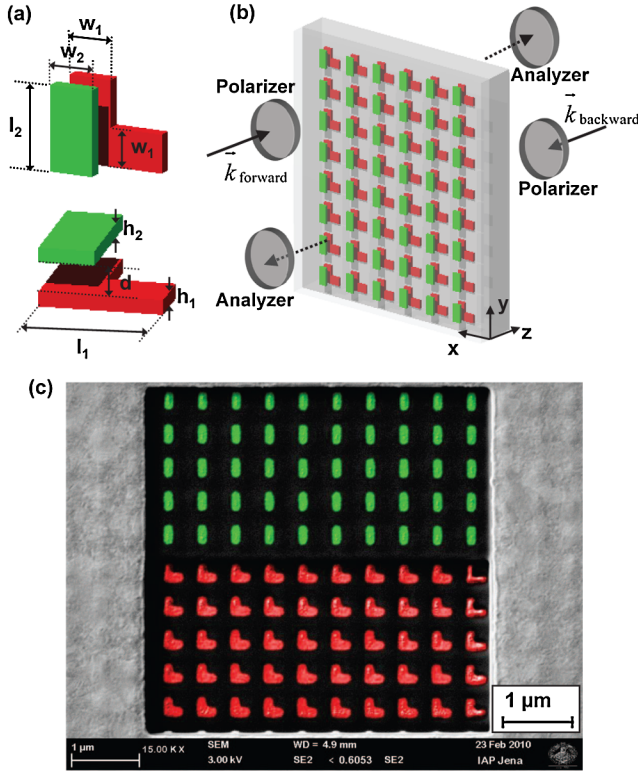 (a)
w₁
w₂
l₂
w₁
h₂
d
h₁
l₁
(b)
Polarizer
k⃗ forward
Analyzer
Analyzer
k⃗ backward
Polarizer
y
z
x
(c)
1 µm
1 µm
15.00 K X
SEM
3.00 kV
WD = 4.9 mm
SE2 < 0.6053 SE2
23 Feb 2010
IAP Jena